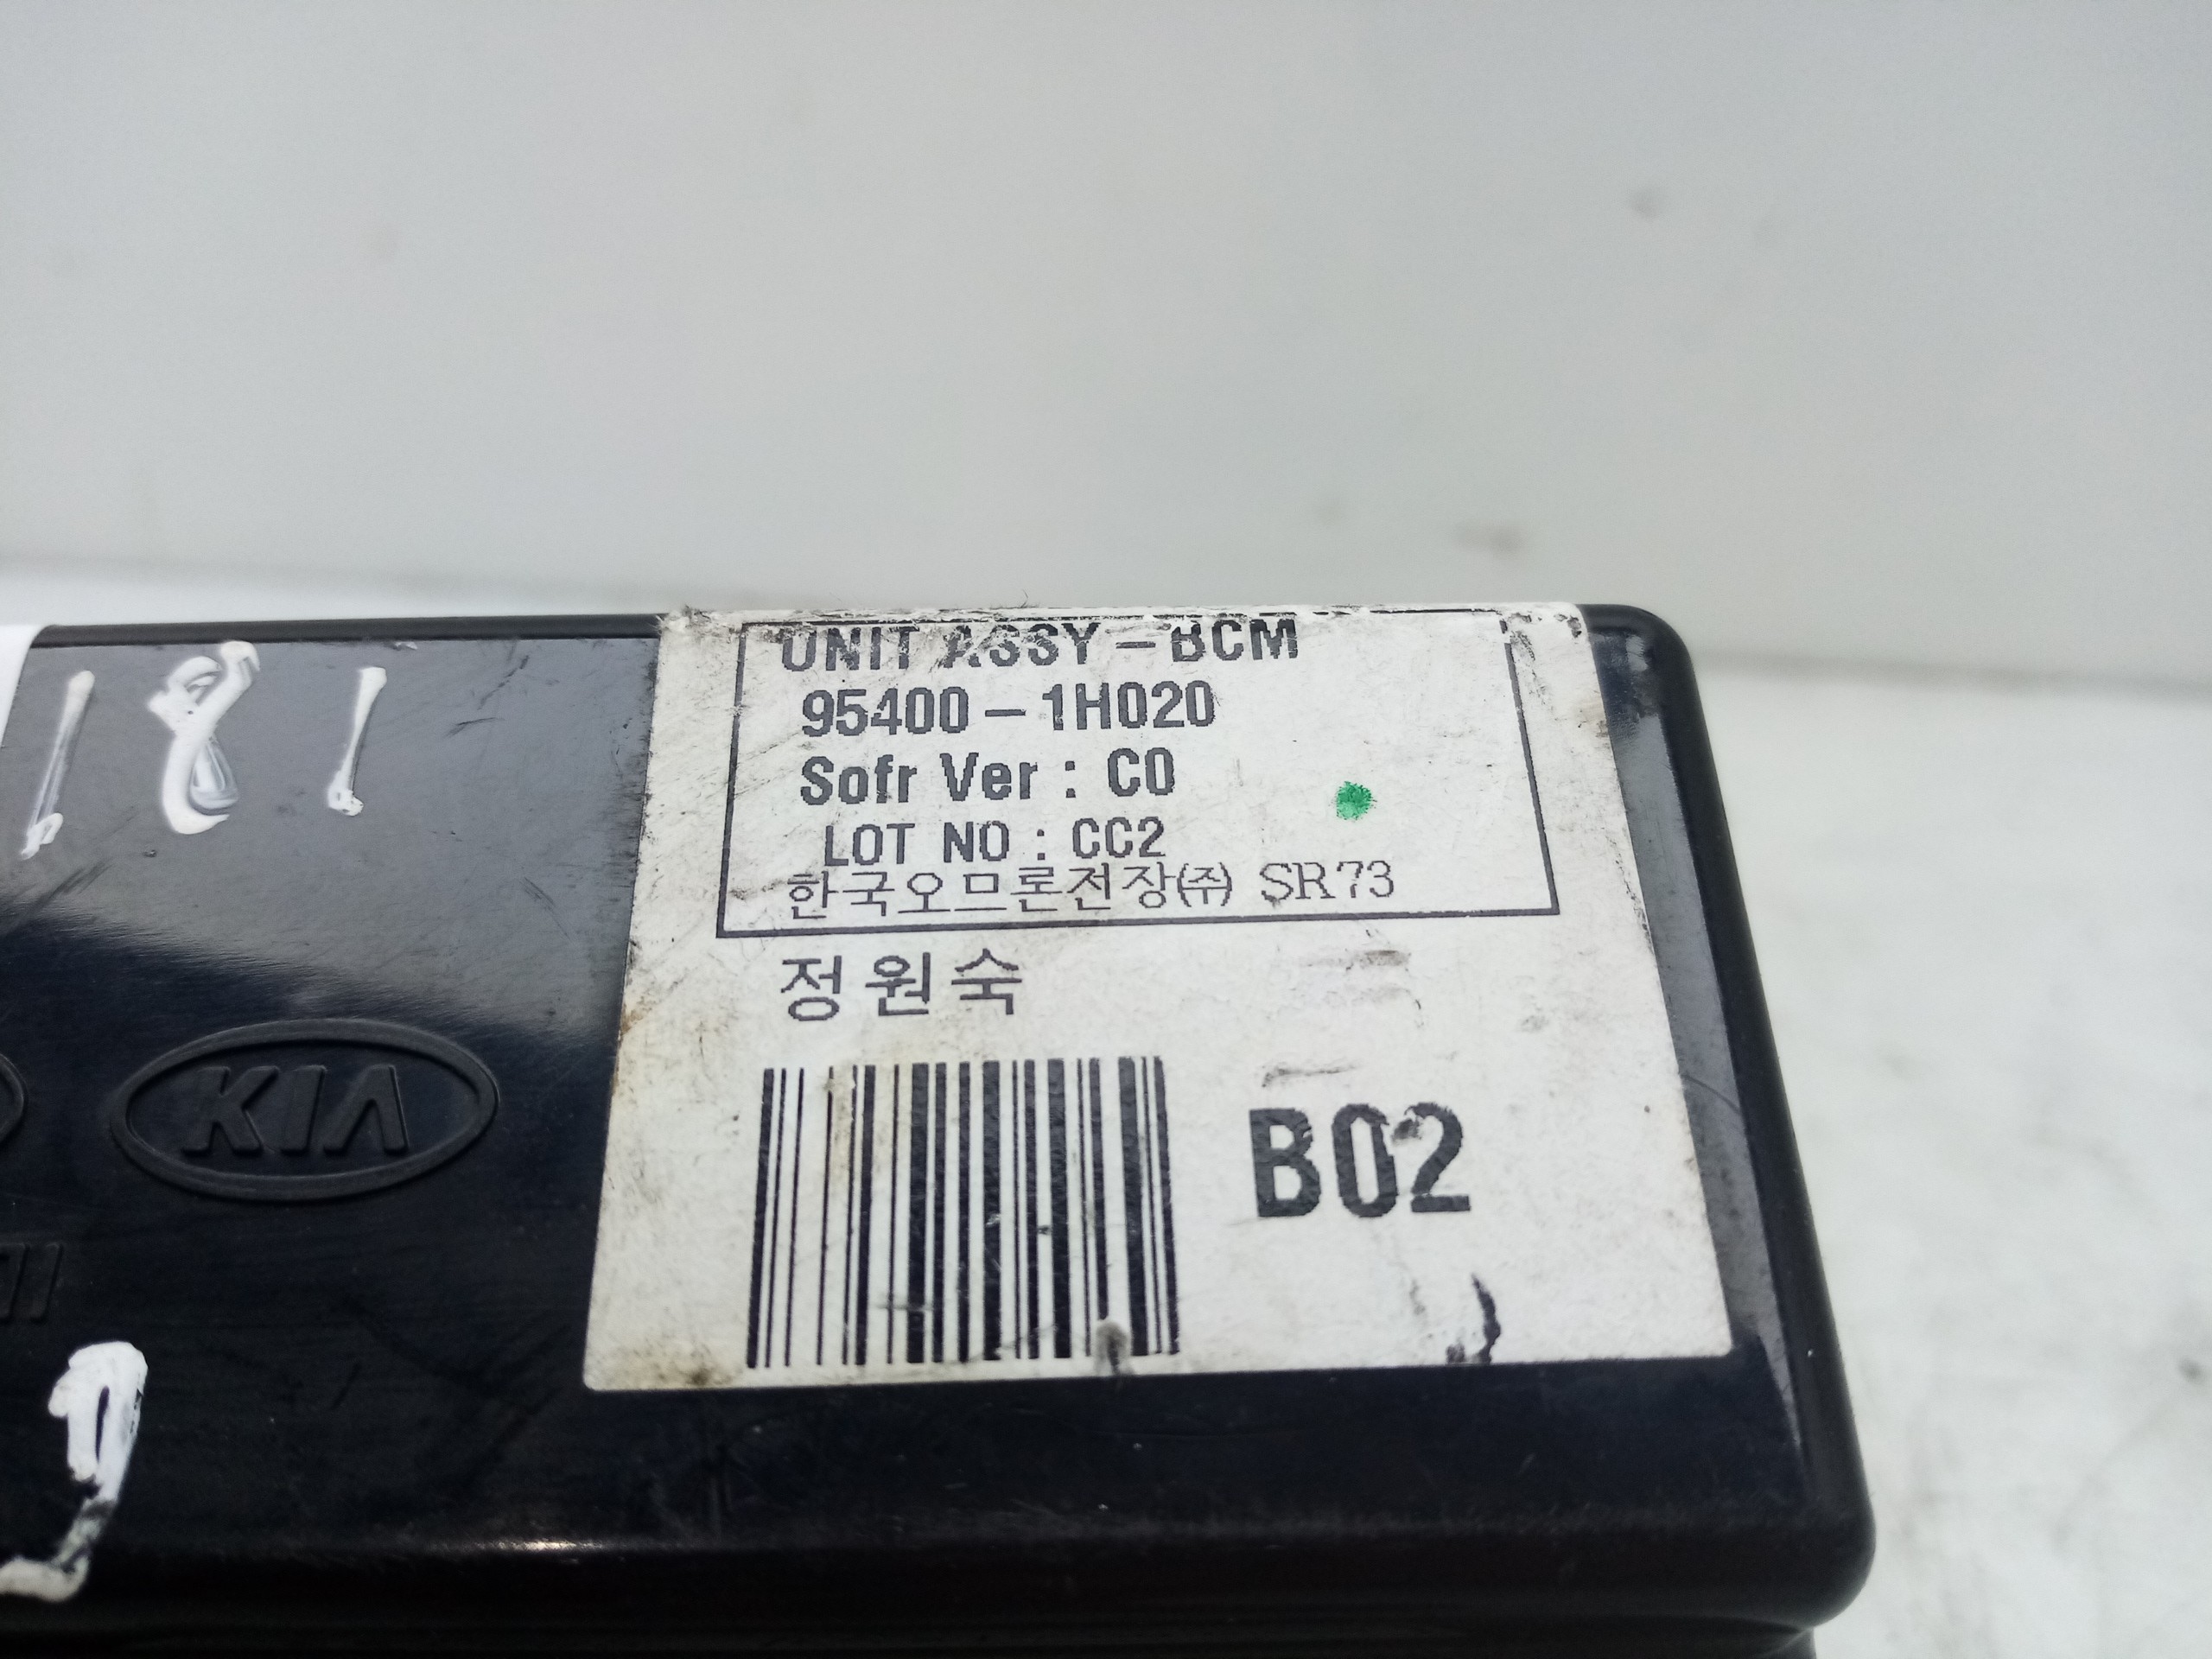 UNIT ASSY - BCM
95400 - 1H020
Sofr Ver : C0
LOT NO : CC2
한국오므론전장㈜ SR73
정원숙
B02
181
KIA